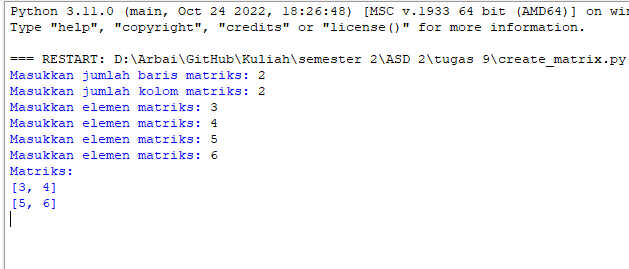 Python 3.11.0 (main, Oct 24 2022, 18:26:48) [MSC v.1933 64 bit (AMD64)] on wi
Type "help", "copyright", "credits" or "license()" for more information.
=== RESTART: D:\Arbai\GitHub\Kuliah\semester 2\ASD 2\tugas 9\create_matrix.py
Masukkan jumlah baris matriks: 2
Masukkan jumlah kolom matriks: 2
Masukkan elemen matriks: 3
Masukkan elemen matriks: 4
Masukkan elemen matriks: 5
Masukkan elemen matriks: 6
Matriks:
[3, 4]
[5, 6]